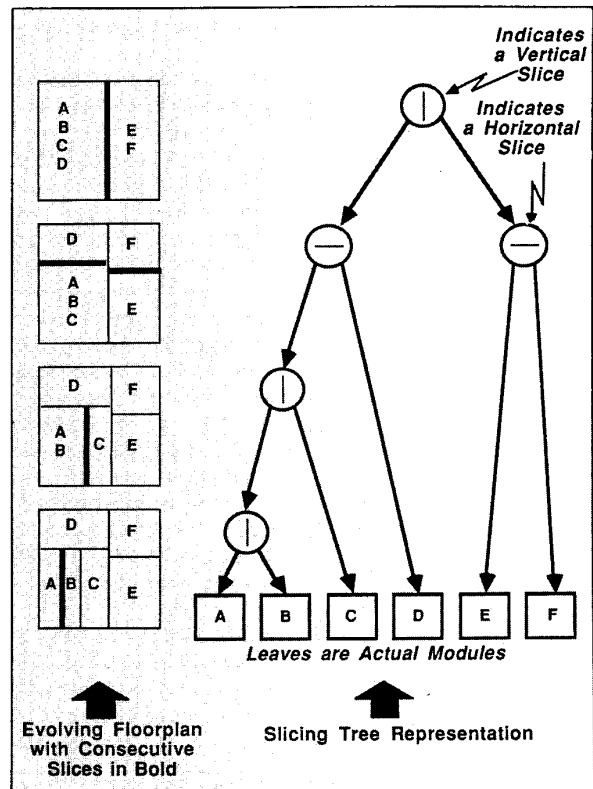 Indicates
a Vertical
Slice
Indicates
a Horizontal
Slice
A
B
C
D
E
F
D
F
A
B
C
E
D
F
A
B
C
E
D
F
A B C
E
A B C D E F
Leaves are Actual Modules
Evolving Floorplan
with Consecutive
Slices in Bold
Slicing Tree Representation